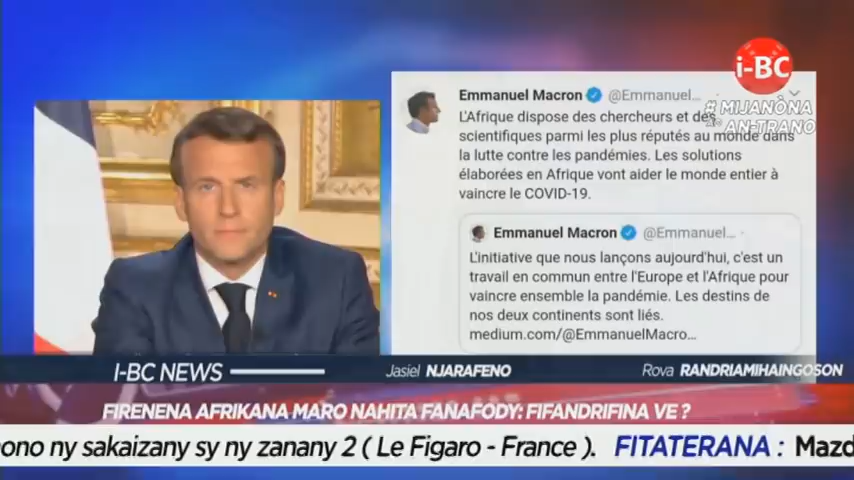 i-BC
# MIJANÔNA
AN-TRANO
Emmanuel Macron @Emmanuel...
L'Afrique dispose des chercheurs et des
scientifiques parmi les plus réputés au monde dans
la lutte contre les pandémies. Les solutions
élaborées en Afrique vont aider le monde entier à
vaincre le COVID-19.
Emmanuel Macron @Emmanuel...
L'initiative que nous lançons aujourd'hui, c'est un
travail en commun entre l'Europe et l'Afrique pour
vaincre ensemble la pandémie. Les destins de
nos deux continents sont liés.
medium.com/@EmmanuelMacro...
I-BC NEWS Jasiel NJARAFENO Rova RANDRIAMIHAINGOSON
FIRENENA AFRIKANA MARO NAHITA FANAFODY: FIFANDRIFINA VE ?
ono ny sakaizany sy ny zanany 2 ( Le Figaro - France ). FITATERANA : Mazd